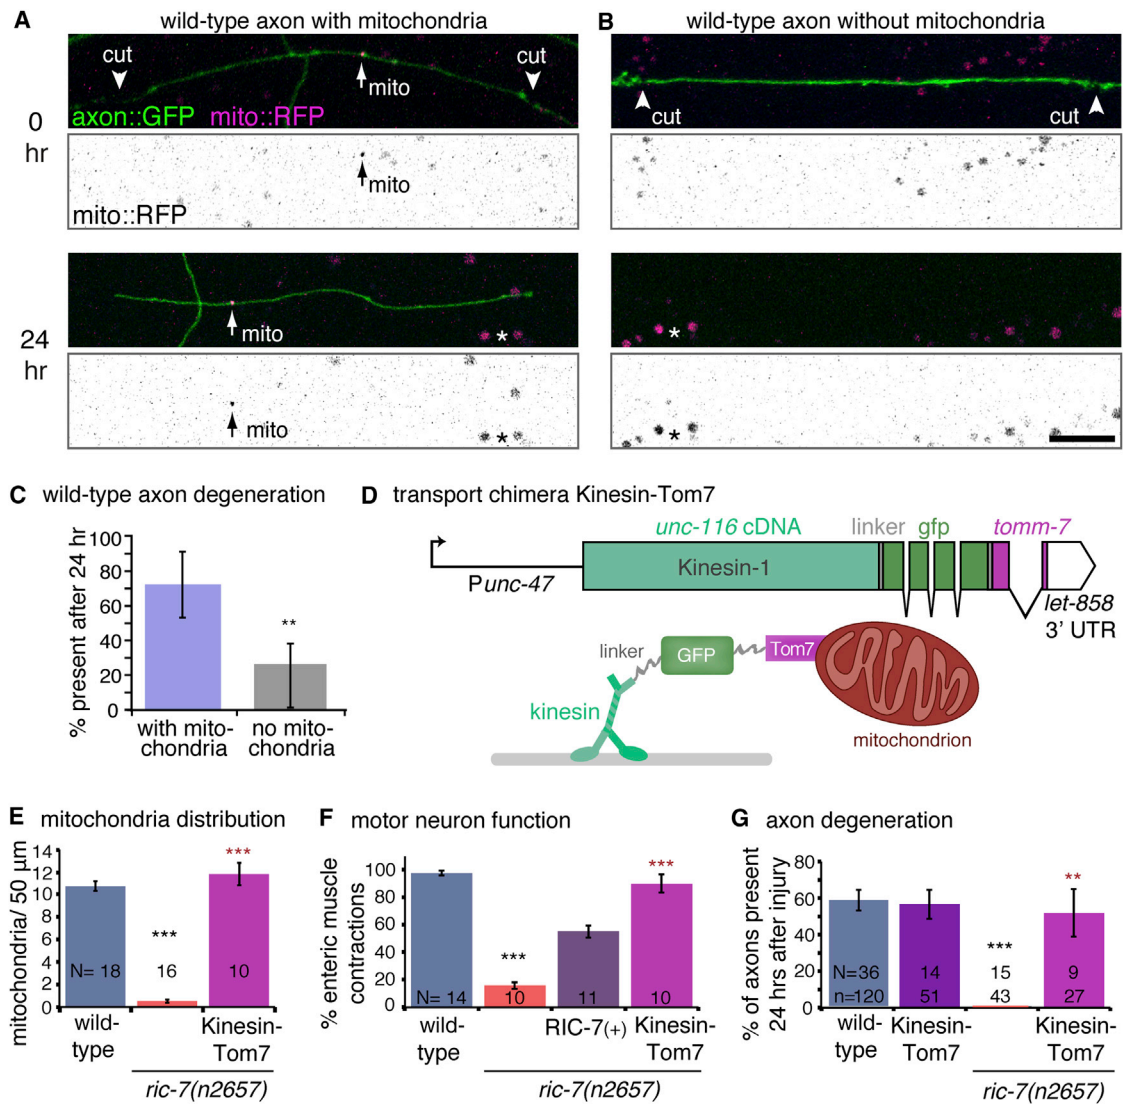 A wild-type axon with mitochondria
B wild-type axon without mitochondria
0 hr
cut
cut
mito
axon::GFP mito::RFP
cut
cut
mito
mito::RFP
24 hr
mito
*
*
mito
*
*
C wild-type axon degeneration
% present after 24 hr
100
80
60
40
20
0
**
with mito-
chondria
no mito-
chondria
D transport chimera Kinesin-Tom7
unc-116 cDNA
linker
gfp
tomm-7
Kinesin-1
Punc-47
let-858
3' UTR
linker
GFP
Tom7
kinesin
mitochondrion
E mitochondria distribution
mitochondria/ 50 µm
14
12
10
8
6
4
2
0
***
***
N= 18
16
10
wild-
type
Kinesin-
Tom7
ric-7(n2657)
F motor neuron function
% enteric muscle
contractions
100
80
60
40
20
0
***
***
N= 14
10
11
10
wild-
type
RIC-7(+)
Kinesin-
Tom7
ric-7(n2657)
G axon degeneration
% of axons present
24 hrs after injury
80
60
40
20
0
***
**
N=36
14
15
9
n=120
51
43
27
wild-
type
Kinesin-
Tom7
Kinesin-
Tom7
ric-7(n2657)